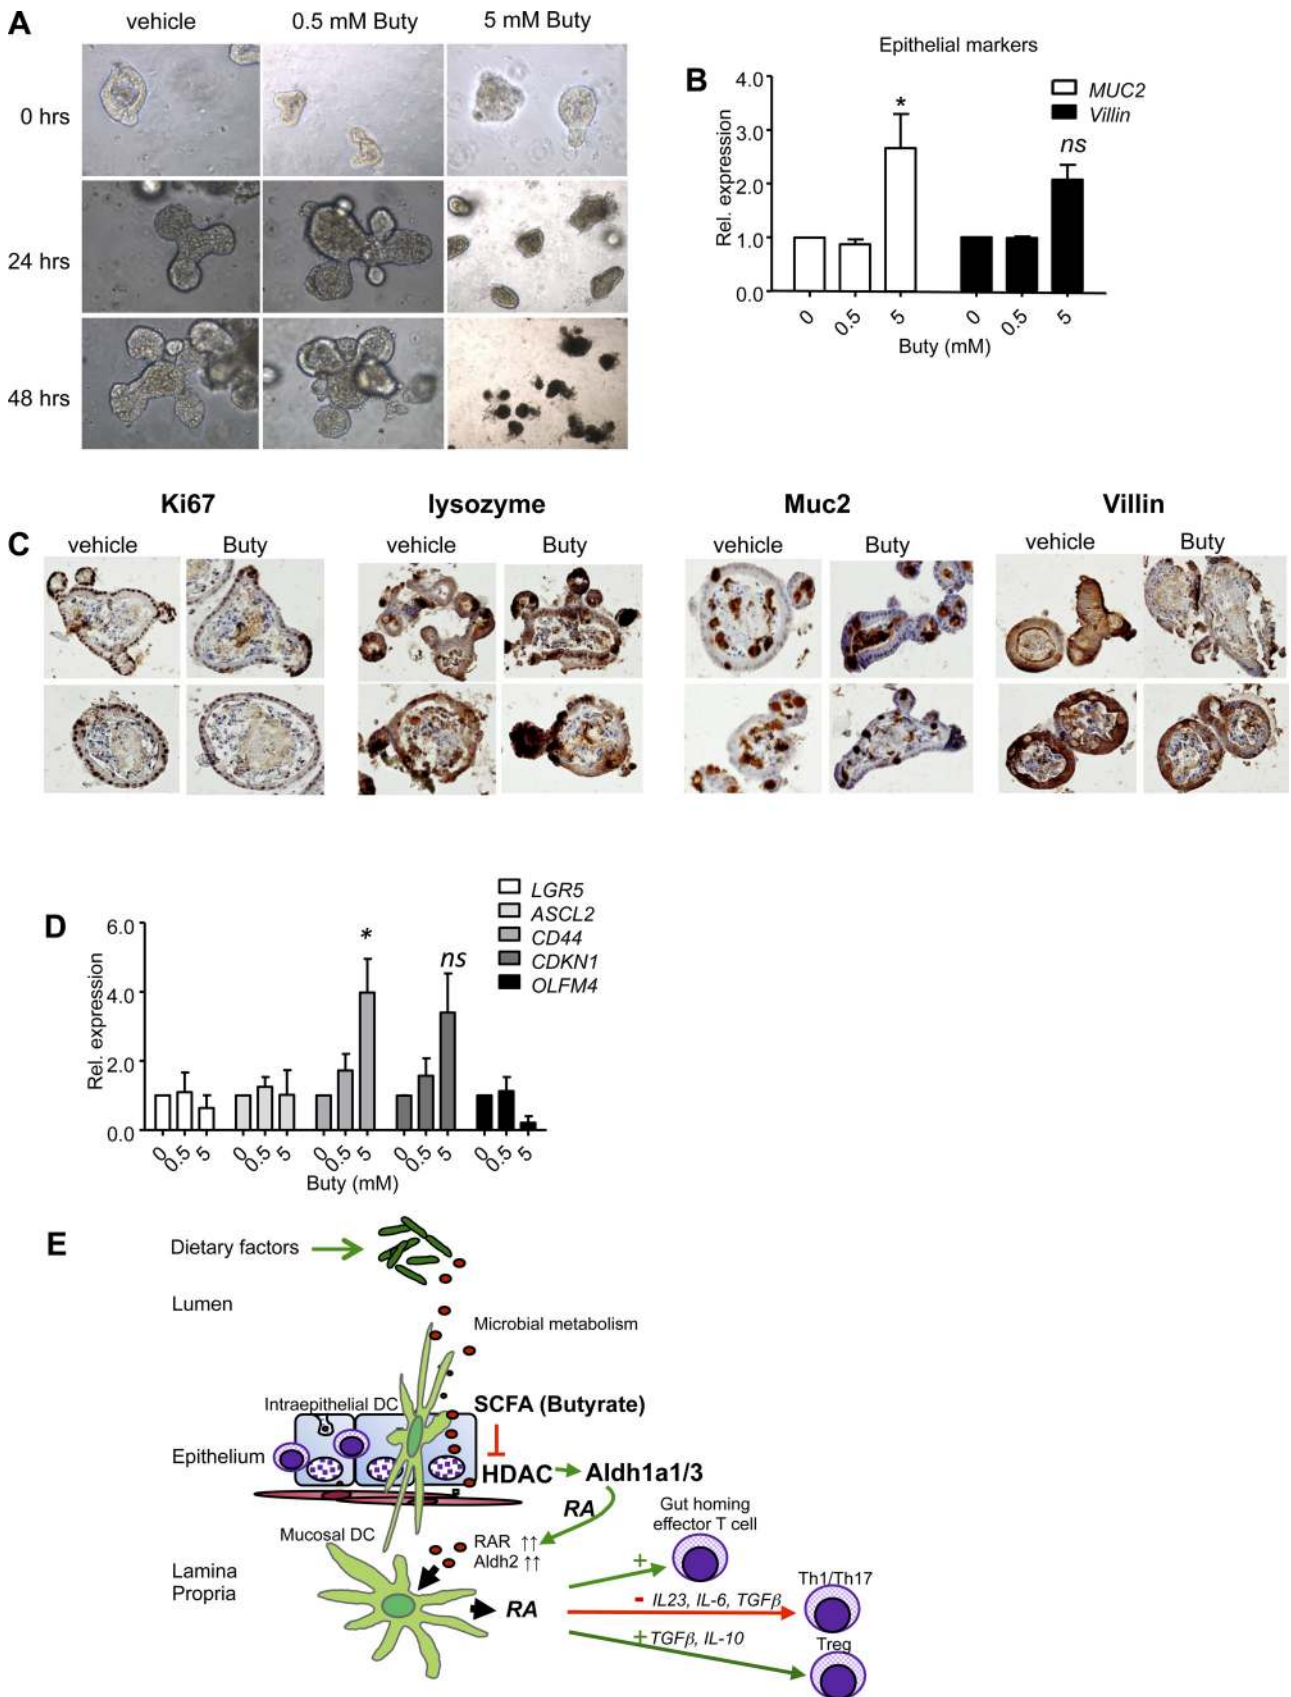 A
vehicle
0.5 mM Buty
5 mM Buty
0 hrs
24 hrs
48 hrs
B
Epithelial markers
MUC2
Villin
Rel. expression
4.0
3.0
2.0
1.0
0.0
*
ns
0
0.5
5
0
0.5
5
Buty (mM)
C
Ki67
lysozyme
Muc2
Villin
vehicle
Buty
vehicle
Buty
vehicle
Buty
vehicle
Buty
D
LGR5
ASCL2
CD44
CDKN1
OLFM4
Rel. expression
6.0
4.0
2.0
0.0
*
ns
0
0.5
5
0
0.5
5
0
0.5
5
0
0.5
5
0
0.5
5
Buty (mM)
E
Dietary factors
Lumen
Microbial metabolism
Intraepithelial DC
SCFA (Butyrate)
Epithelium
HDAC
Aldh1a1/3
RA
Gut homing
effector T cell
Mucosal DC
RAR ↑↑
Aldh2 ↑↑
Lamina
Propria
+
RA
- IL23, IL-6, TGFβ
Th1/Th17
+ TGFβ, IL-10
Treg